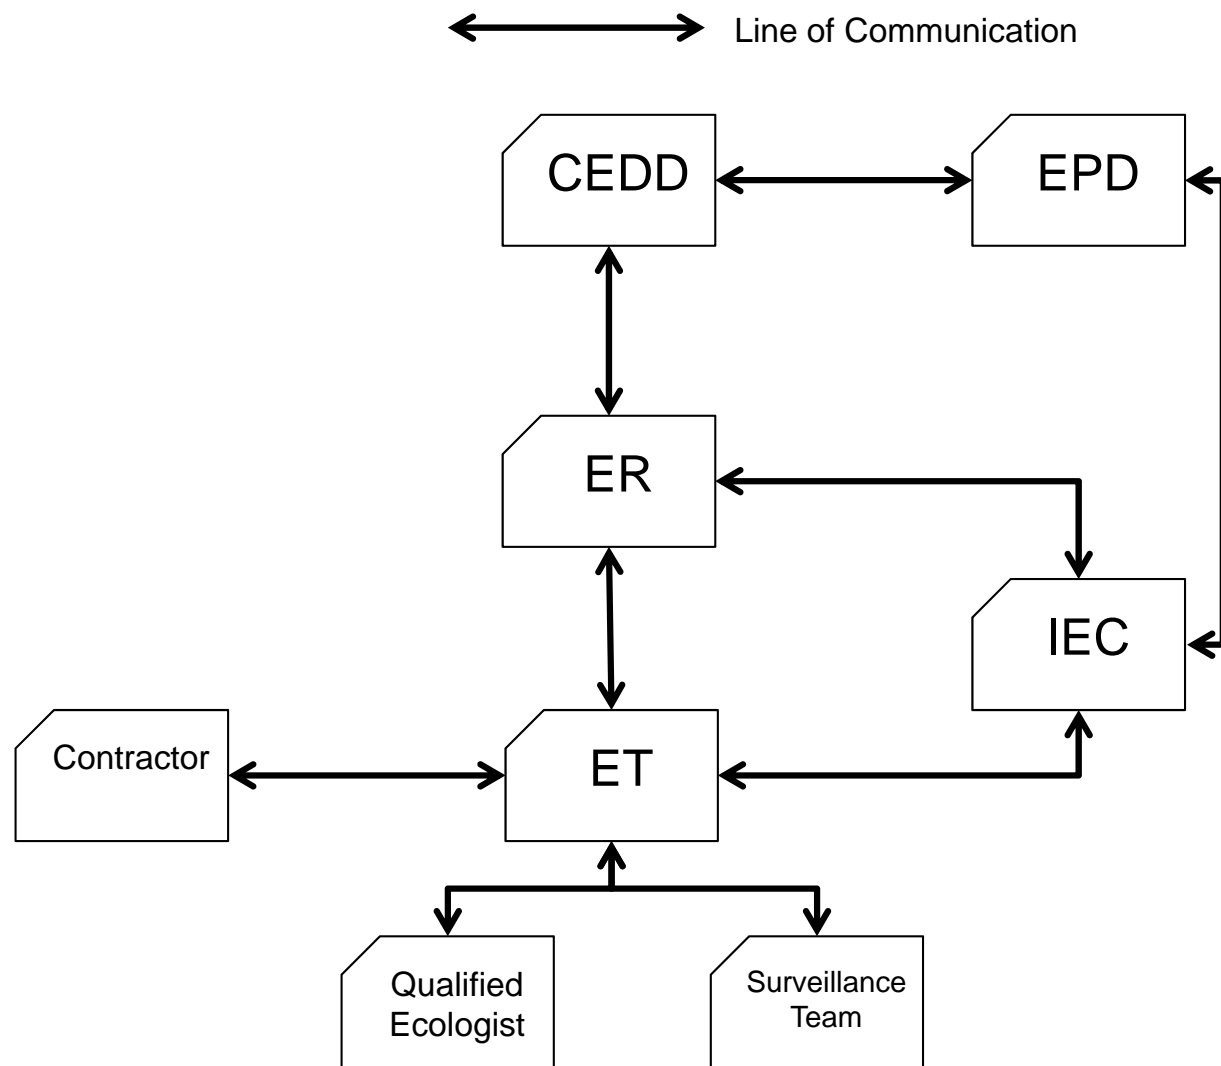 Line of Communication
CEDD
EPD
ER
IEC
Contractor
ET
Qualified
Ecologist
Surveillance
Team